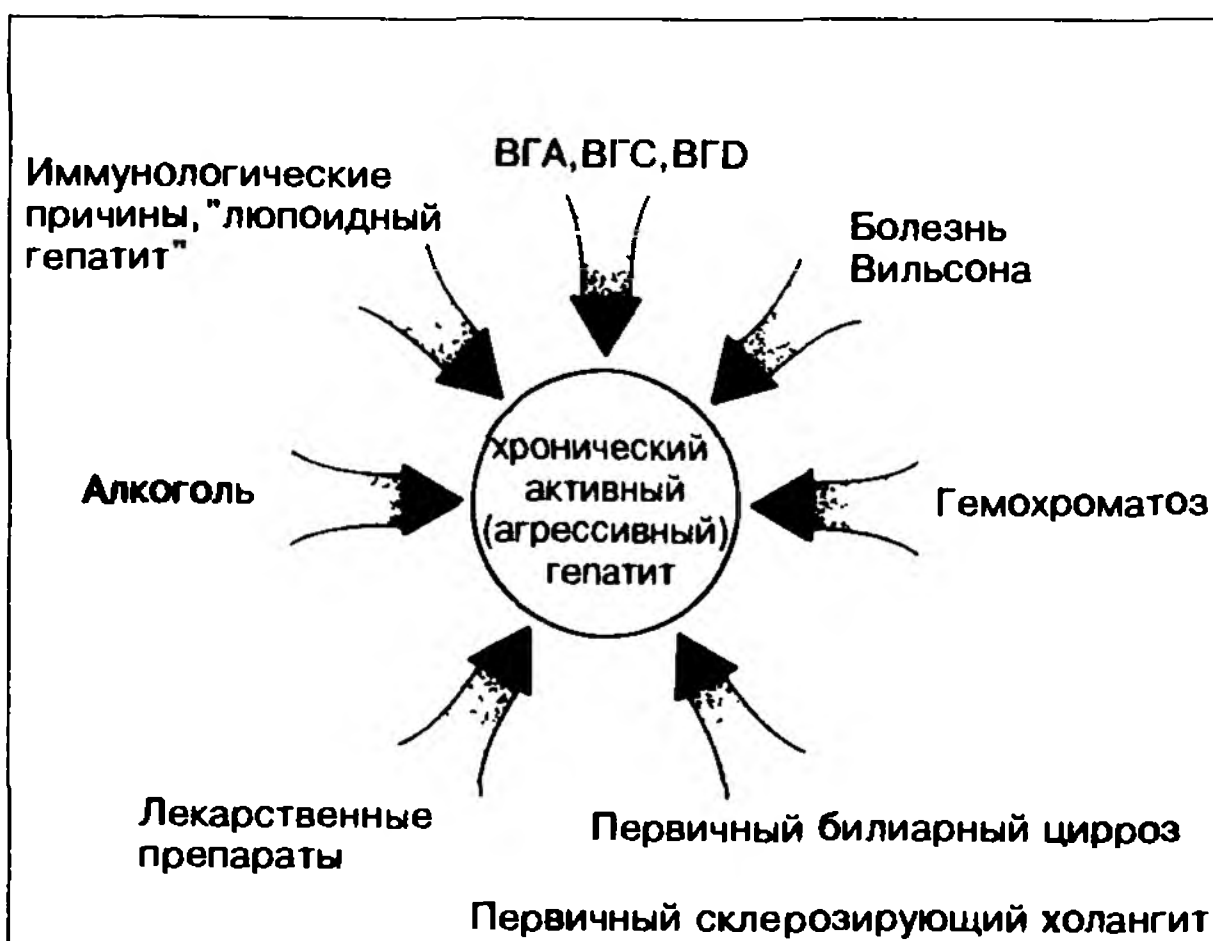 ВГА, ВГС, ВГD
Иммунологические
причины, "люпоидный
гепатит"
Болезнь
Вильсона
хронический
активный
(агрессивный)
гепатит
Алкоголь
Гемохроматоз
Лекарственные
препараты
Первичный билиарный цирроз
Первичный склерозирующий холангит